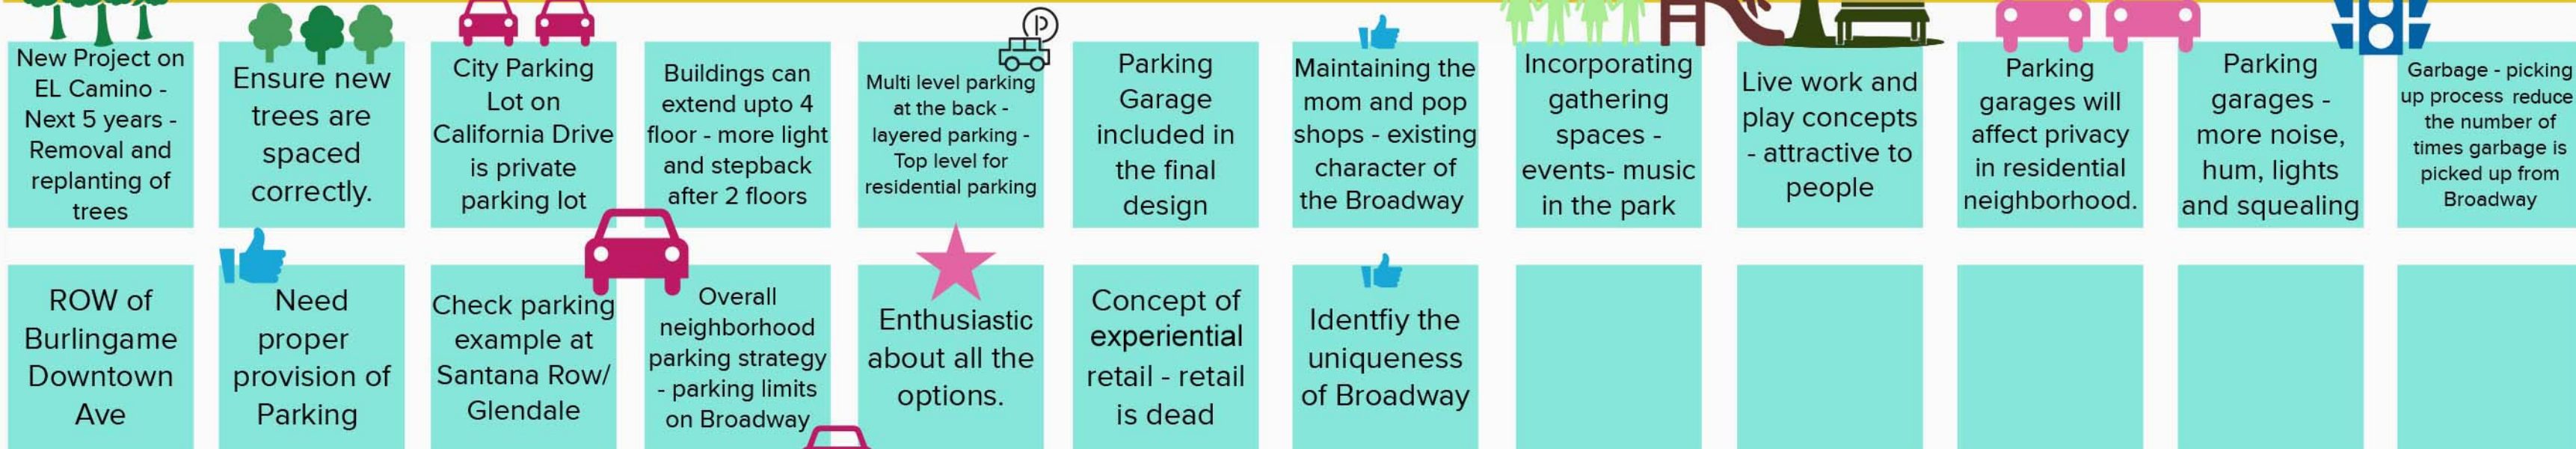 New Project on
EL Camino -
Next 5 years -
Removal and
replanting of
trees
Ensure new
trees are
spaced
correctly.
City Parking
Lot on
California Drive
is private
parking lot
Buildings can
extend upto 4
floor - more light
and stepback
after 2 floors
P
Multi level parking
at the back -
layered parking -
Top level for
residential parking
Parking
Garage
included in
the final
design
Maintaining the
mom and pop
shops - existing
character of
the Broadway
Incorporating
gathering
spaces -
events- music
in the park
Live work and
play concepts
- attractive to
people
Parking
garages will
affect privacy
in residential
neighborhood.
Parking
garages -
more noise,
hum, lights
and squealing
Garbage - picking
up process reduce
the number of
times garbage is
picked up from
Broadway
ROW of
Burlingame
Downtown
Ave
Need
proper
provision of
Parking
Check parking
example at
Santana Row/
Glendale
Overall
neighborhood
parking strategy
- parking limits
on Broadway
Enthusiastic
about all the
options.
Concept of
experiential
retail - retail
is dead
Identfiy the
uniqueness
of Broadway